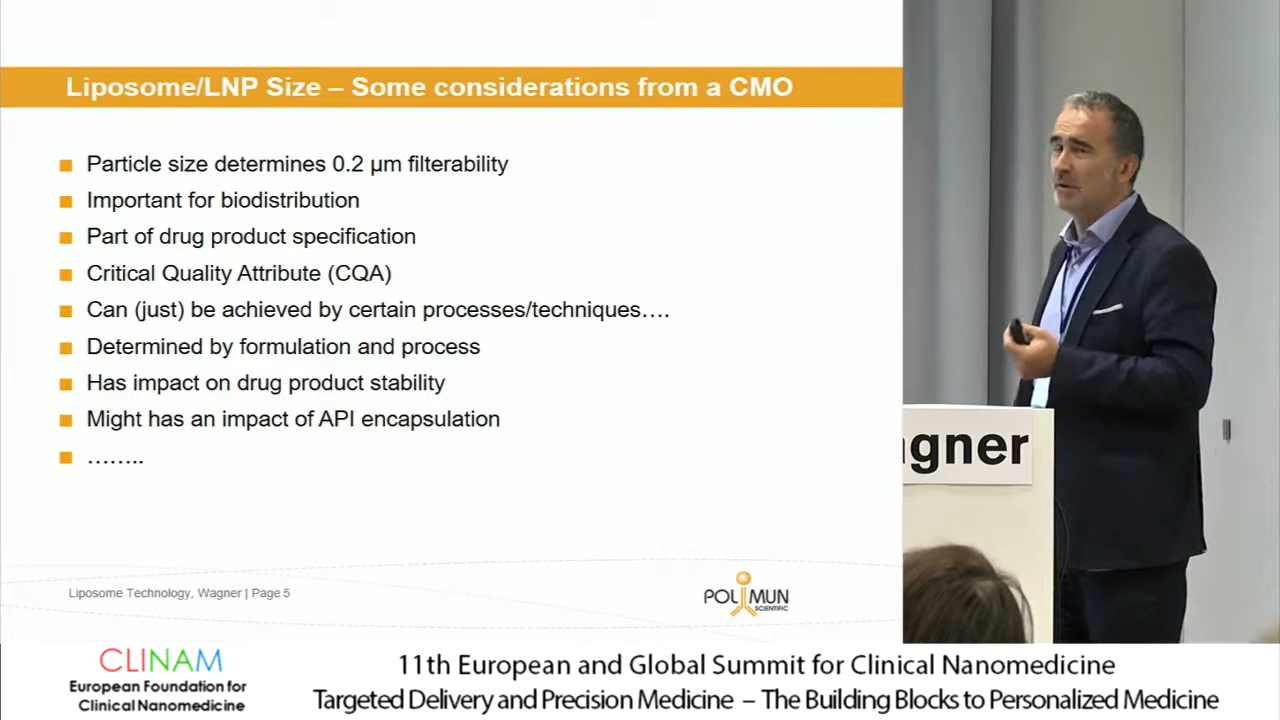 Liposome/LNP Size – Some considerations from a CMO
Particle size determines 0.2 µm filterability
Important for biodistribution
Part of drug product specification
Critical Quality Attribute (CQA)
Can (just) be achieved by certain processes/techniques….
Determined by formulation and process
Has impact on drug product stability
Might has an impact of API encapsulation
……..
Liposome Technology, Wagner | Page 5
POLYMUN
SCIENTIFIC
agner
CLINAM
European Foundation for
Clinical Nanomedicine
11th European and Global Summit for Clinical Nanomedicine
Targeted Delivery and Precision Medicine – The Building Blocks to Personalized Medicine